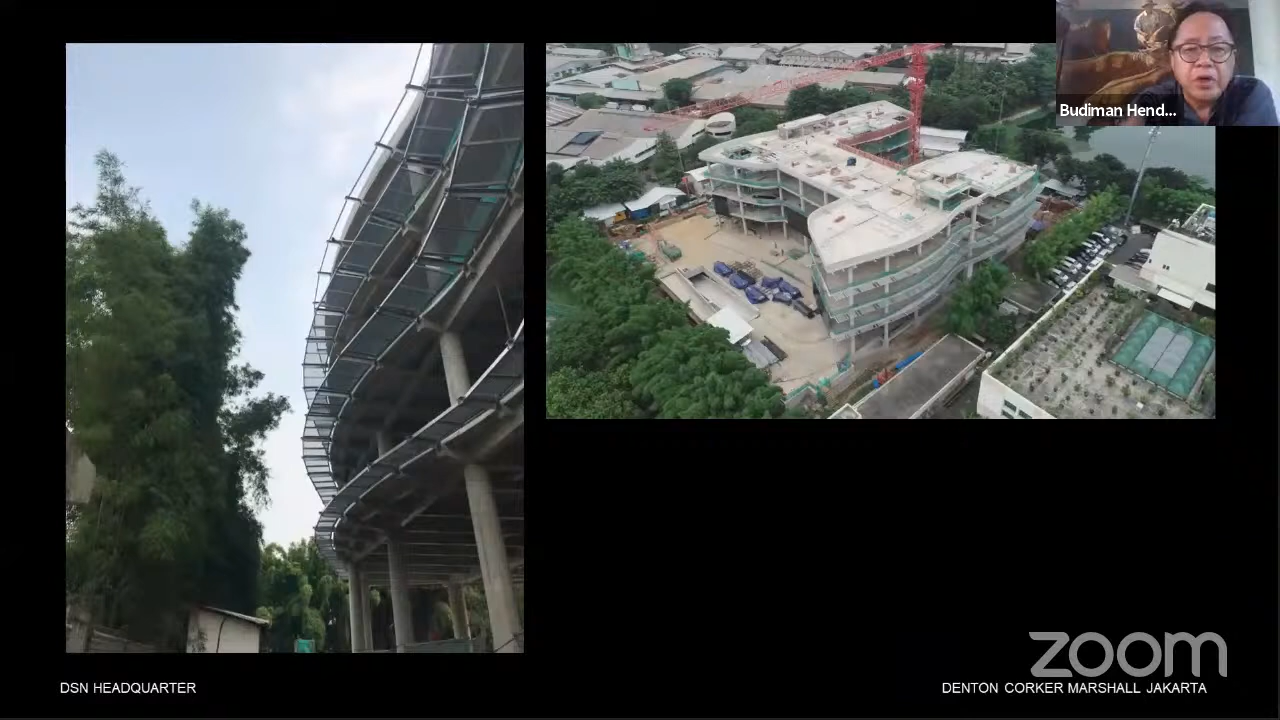 Budiman Hend...
zoom
DSN HEADQUARTER
DENTON CORKER MARSHALL JAKARTA